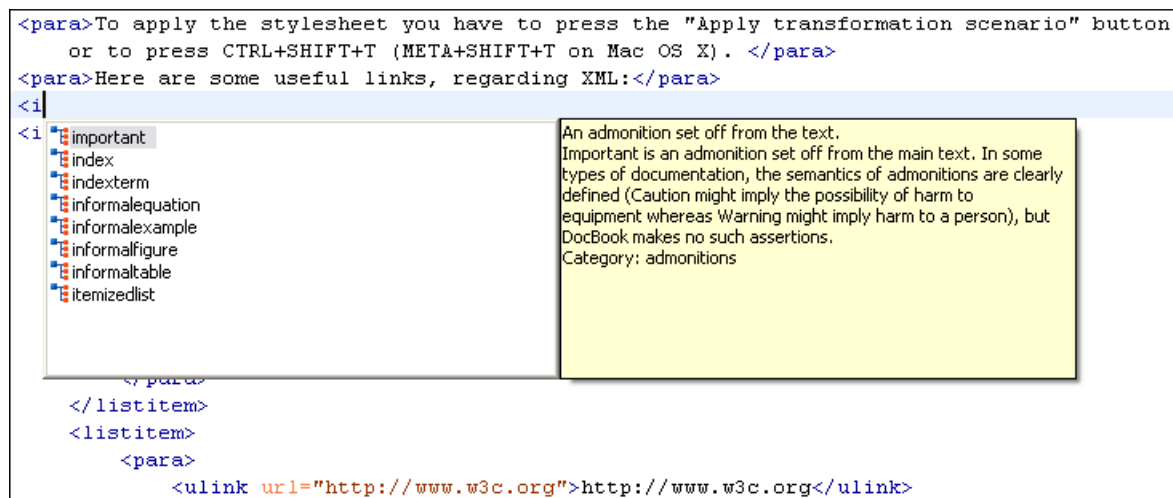 <para>To apply the stylesheet you have to press the "Apply transformation scenario" button
or to press CTRL+SHIFT+T (META+SHIFT+T on Mac OS X). </para>
<para>Here are some useful links, regarding XML:</para>
<i
<i
important
index
indexterm
informalequation
informalexample
informalfigure
informaltable
itemizedlist
An admonition set off from the text.
Important is an admonition set off from the main text. In some
types of documentation, the semantics of admonitions are clearly
defined (Caution might imply the possibility of harm to
equipment whereas Warning might imply harm to a person), but
DocBook makes no such assertions.
Category: admonitions
</para>
</listitem>
<listitem>
<para>
<ulink url="http://www.w3c.org">http://www.w3c.org</ulink>